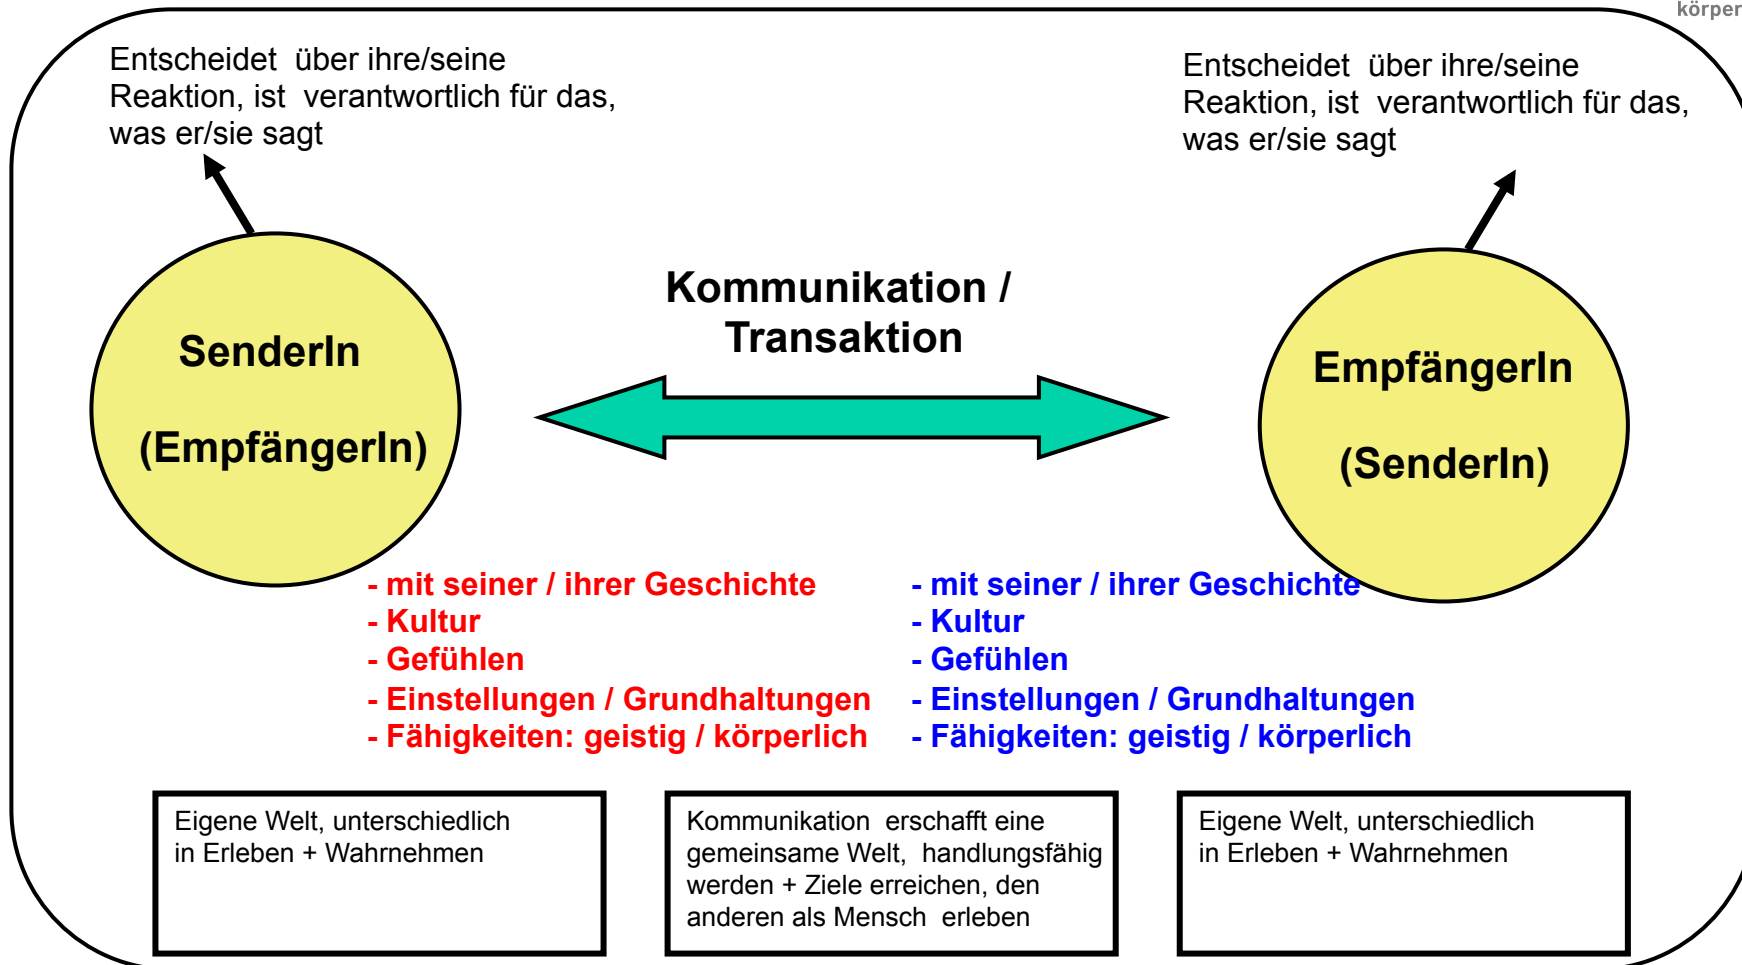 körper
Entscheidet über ihre/seine
Reaktion, ist verantwortlich für das,
was er/sie sagt
Entscheidet über ihre/seine
Reaktion, ist verantwortlich für das,
was er/sie sagt
Kommunikation /
Transaktion
SenderIn
(EmpfängerIn)
EmpfängerIn
(SenderIn)
- mit seiner / ihrer Geschichte
- Kultur
- Gefühlen
- Einstellungen / Grundhaltungen
- Fähigkeiten: geistig / körperlich
- mit seiner / ihrer Geschichte
- Kultur
- Gefühlen
- Einstellungen / Grundhaltungen
- Fähigkeiten: geistig / körperlich
Eigene Welt, unterschiedlich
in Erleben + Wahrnehmen
Kommunikation erschafft eine
gemeinsame Welt, handlungsfähig
werden + Ziele erreichen, den
anderen als Mensch erleben
Eigene Welt, unterschiedlich
in Erleben + Wahrnehmen